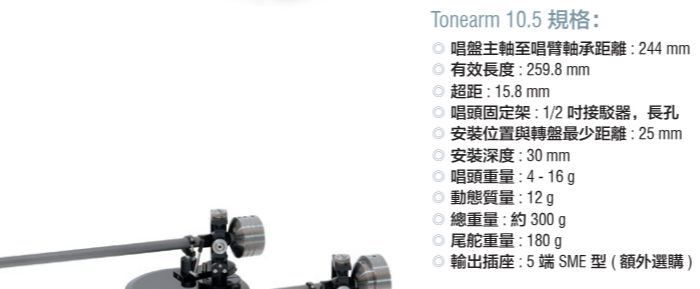 Tonearm 10.5 規格：
◎ 唱盤主軸至唱臂軸承距離 : 244 mm
◎ 有效長度 : 259.8 mm
◎ 超距 : 15.8 mm
◎ 唱頭固定架 : 1/2 吋接駁器，長孔
◎ 安裝位置與轉盤最少距離 : 25 mm
◎ 安裝深度 : 30 mm
◎ 唱頭重量 : 4 - 16 g
◎ 動態質量 : 12 g
◎ 總重量 : 約 300 g
◎ 尾舵重量 : 180 g
◎ 輸出插座 : 5 端 SME 型 ( 額外選購 )